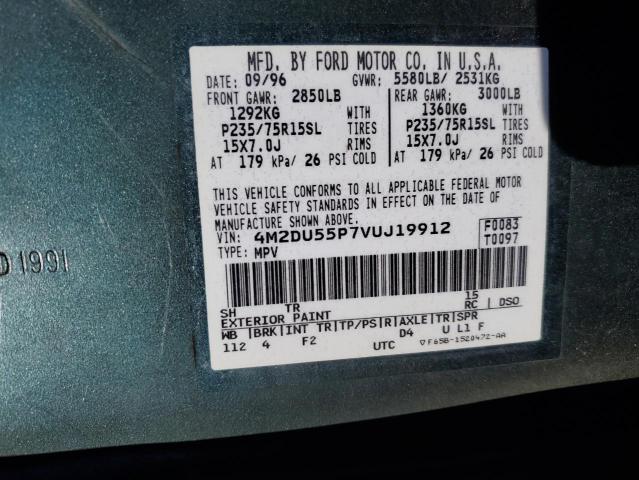 MFD. BY FORD MOTOR CO. IN U.S.A.
DATE: 09/96 GVWR: 5580LB/ 2531KG
FRONT GAWR: 2850LB REAR GAWR: 3000LB
1292KG WITH 1360KG WITH
P235/75R15SL TIRES P235/75R15SL TIRES
15X7.0J RIMS 15X7.0J RIMS
AT 179 kPa/ 26 PSI COLD AT 179 kPa/ 26 PSI COLD
THIS VEHICLE CONFORMS TO ALL APPLICABLE FEDERAL MOTOR
VEHICLE SAFETY STANDARDS IN EFFECT ON THE DATE OF
MANUFACTURE SHOWN ABOVE.
VIN: 4M2DU55P7VUJ19912 F0083
TYPE: MPV T0097
SH TR 15
EXTERIOR PAINT RC DSO
WB |BRK|INT TR|TP/PS|R|AXLE|TR|SPR
112 4 F2 UTC D4 U L1 F
▽F65B-1520472-AA
D 1991